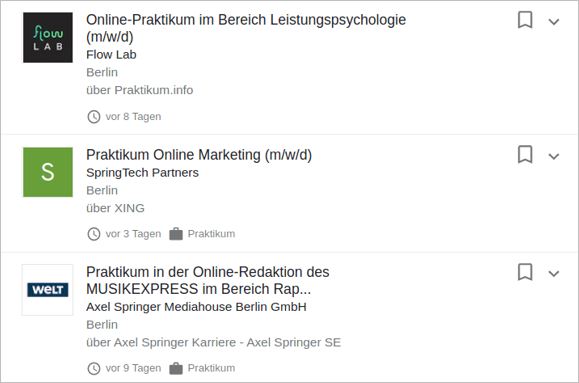 flow
LAB
Online-Praktikum im Bereich Leistungspsychologie
(m/w/d)
Flow Lab
Berlin
über Praktikum.info
vor 8 Tagen
S
Praktikum Online Marketing (m/w/d)
SpringTech Partners
Berlin
über XING
vor 3 Tagen Praktikum
WELT
Praktikum in der Online-Redaktion des
MUSIKEXPRESS im Bereich Rap...
Axel Springer Mediahouse Berlin GmbH
Berlin
über Axel Springer Karriere - Axel Springer SE
vor 9 Tagen Praktikum